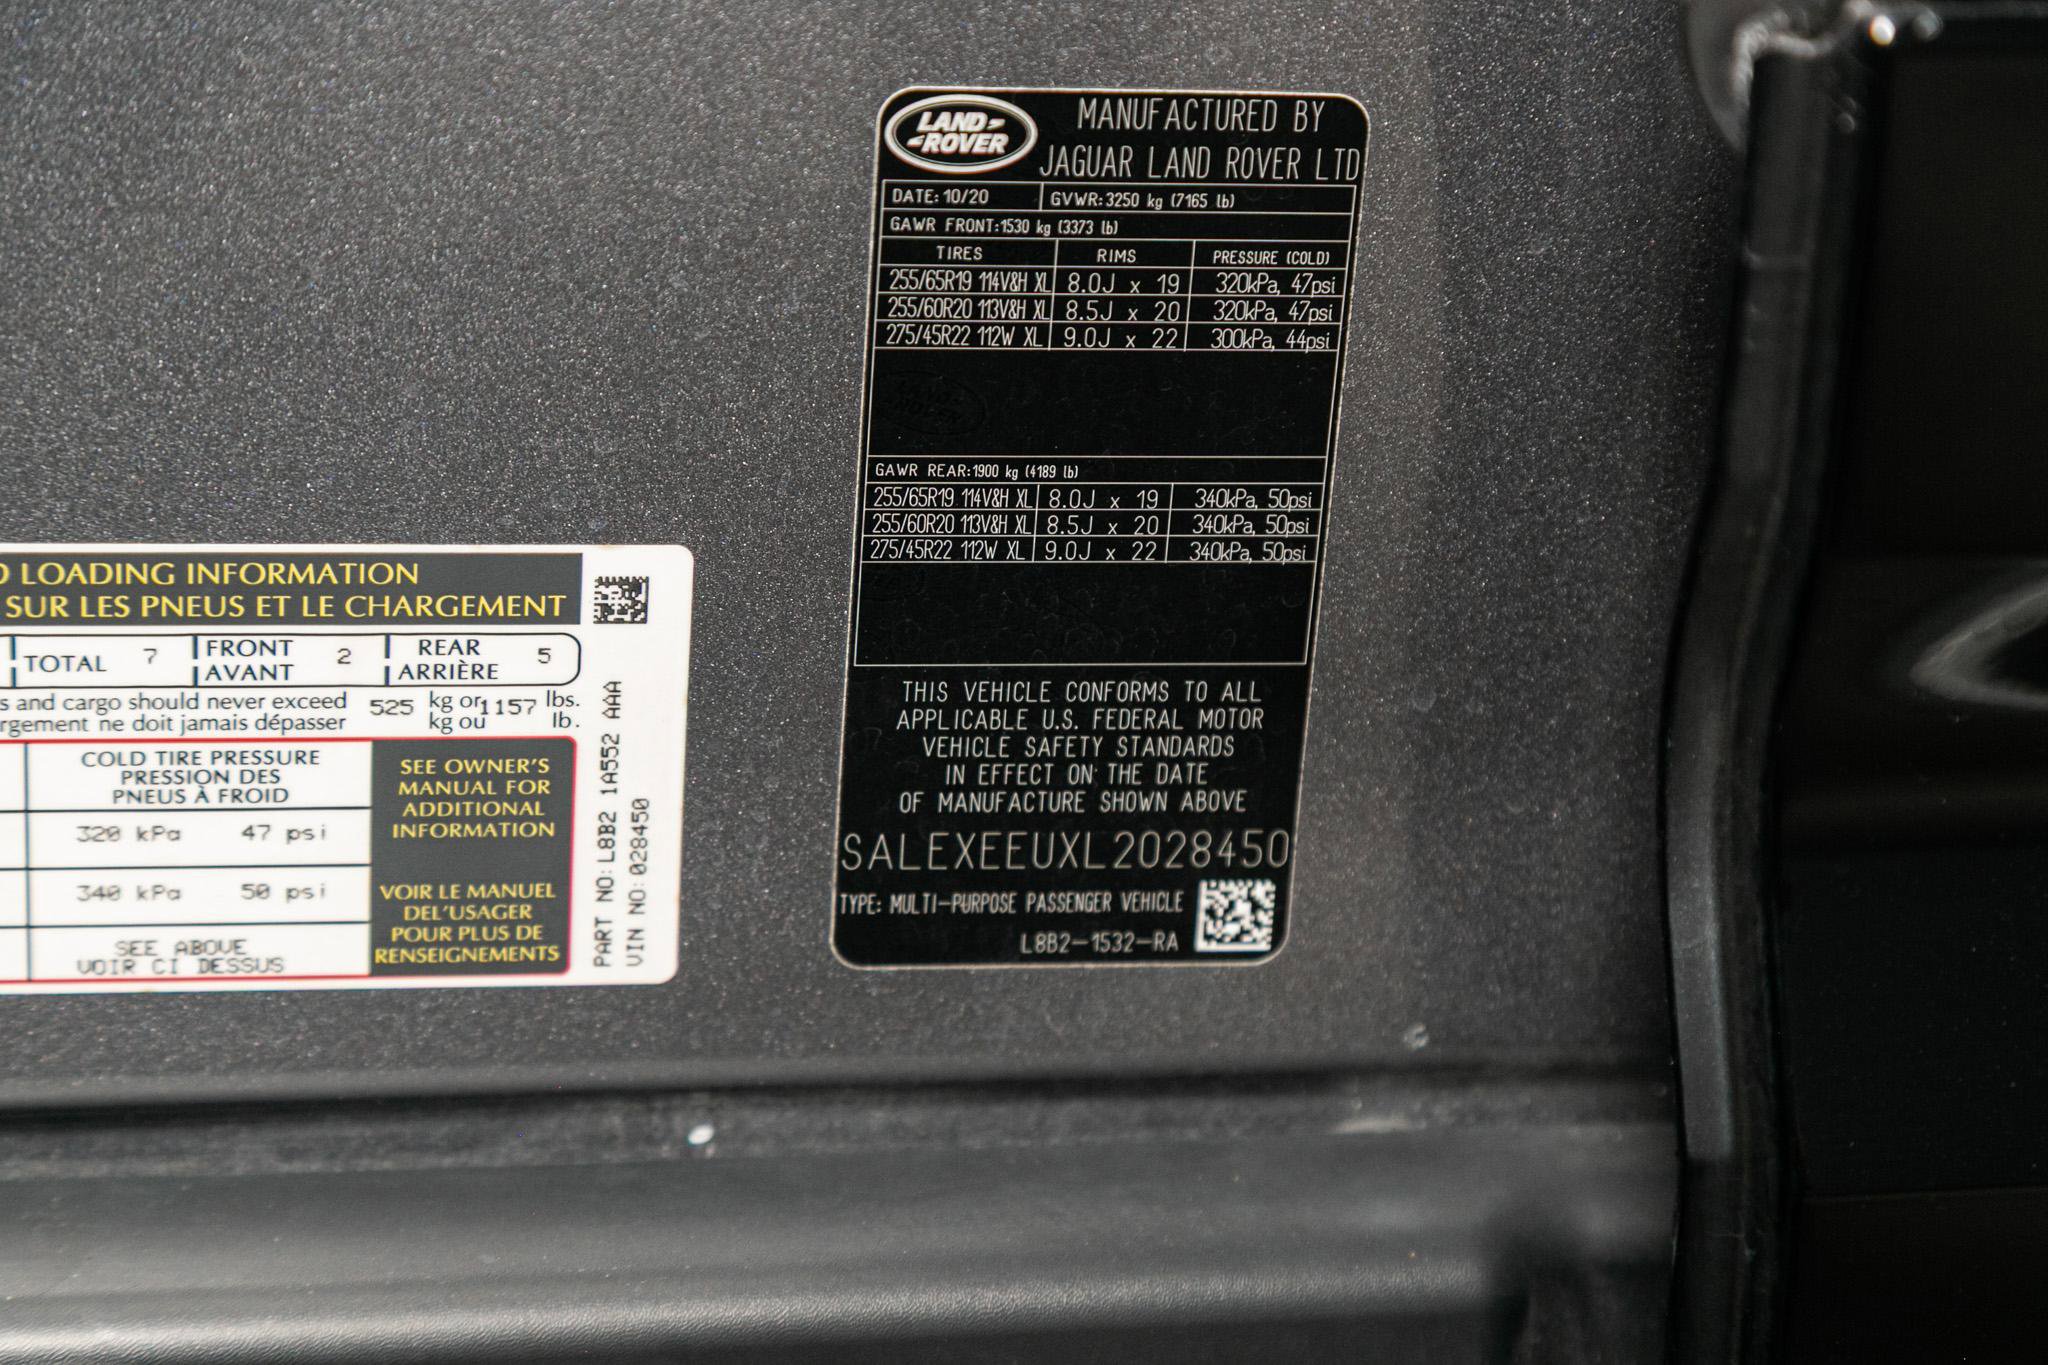 LAND
ROVER
MANUFACTURED BY
JAGUAR LAND ROVER LTD
DATE: 10/20 GVWR:3250 kg (7165 lb)
GAWR FRONT:1530 kg (3373 lb)
TIRES RIMS PRESSURE (COLD)
255/65R19 114V&H XL 8.0J x 19 320kPa, 47psi
255/60R20 113V&H XL 8.5J x 20 320kPa, 47psi
275/45R22 112W XL 9.0J x 22 300kPa, 44psi
GAWR REAR:1900 kg (4189 lb)
255/65R19 114V&H XL 8.0J x 19 340kPa, 50psi
255/60R20 113V&H XL 8.5J x 20 340kPa, 50psi
275/45R22 112W XL 9.0J x 22 340kPa, 50psi
THIS VEHICLE CONFORMS TO ALL
APPLICABLE U.S. FEDERAL MOTOR
VEHICLE SAFETY STANDARDS
IN EFFECT ON THE DATE
OF MANUFACTURE SHOWN ABOVE
SALEXEEUXL2028450
TYPE: MULTI-PURPOSE PASSENGER VEHICLE
L8B2-1532-RA
LOADING INFORMATION
SUR LES PNEUS ET LE CHARGEMENT
TOTAL 7 FRONT 2 REAR 5
AVANT ARRIÈRE
and cargo should never exceed 525 kg or 1157 lbs.
ne doit jamais dépasser kg ou lb.
COLD TIRE PRESSURE
PRESSION DES
PNEUS À FROID
320 kPa 47 psi
340 kPa 50 psi
SEE ABOVE
VOIR CI DESSUS
SEE OWNER'S
MANUAL FOR
ADDITIONAL
INFORMATION
VOIR LE MANUEL
DEL'USAGER
POUR PLUS DE
RENSEIGNEMENTS
PART NO:L8B2 1A552 AAA
VIN NO:028450